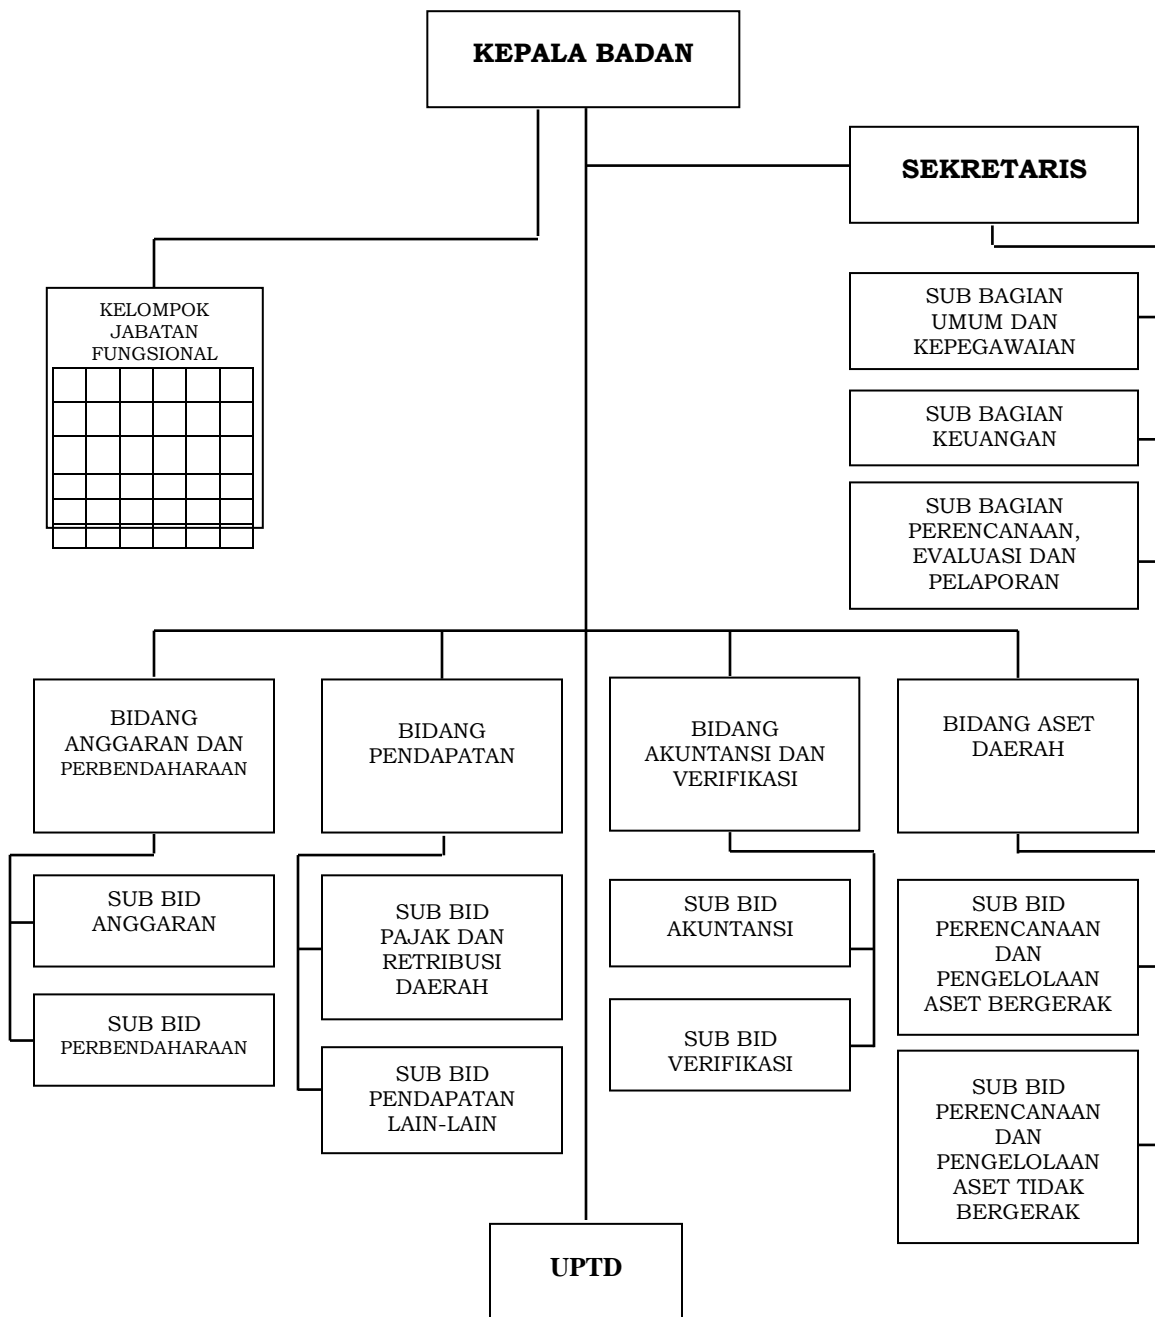 KEPALA BADAN
SEKRETARIS
KELOMPOK
JABATAN
FUNGSIONAL
SUB BAGIAN
UMUM DAN
KEPEGAWAIAN
SUB BAGIAN
KEUANGAN
SUB BAGIAN
PERENCANAAN,
EVALUASI DAN
PELAPORAN
BIDANG
ANGGARAN DAN
PERBENDAHARAAN
BIDANG
PENDAPATAN
BIDANG
AKUNTANSI DAN
VERIFIKASI
BIDANG ASET
DAERAH
SUB BID
ANGGARAN
SUB BID
PERBENDAHARAAN
SUB BID
PAJAK DAN
RETRIBUSI
DAERAH
SUB BID
PENDAPATAN
LAIN-LAIN
SUB BID
AKUNTANSI
SUB BID
VERIFIKASI
SUB BID
PERENCANAAN
DAN
PENGELOLAAN
ASET BERGERAK
SUB BID
PERENCANAAN
DAN
PENGELOLAAN
ASET TIDAK
BERGERAK
UPTD